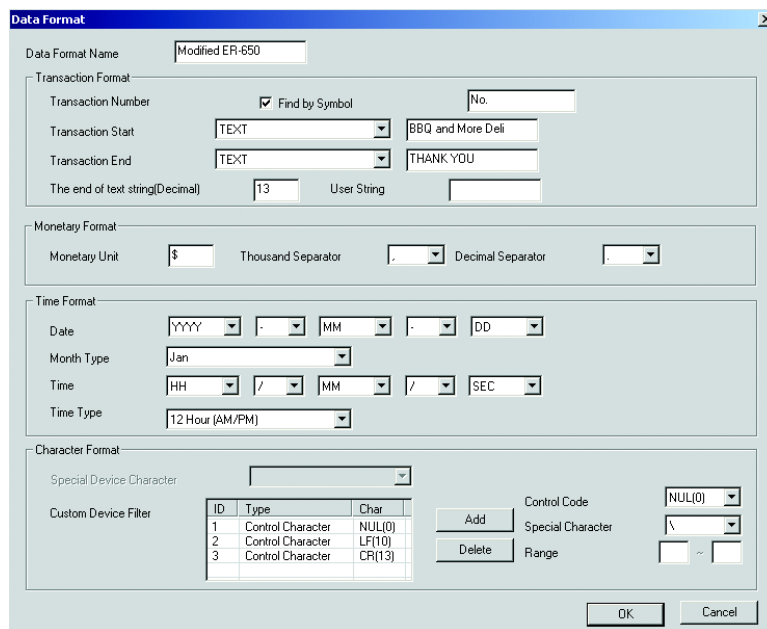 Data Format
Data Format Name Modified ER-650
Transaction Format
Transaction Number Find by Symbol No.
Transaction Start TEXT BBQ and More Deli
Transaction End TEXT THANK YOU
The end of text string(Decimal) 13 User String
Monetary Format
Monetary Unit $ Thousand Separator , Decimal Separator .
Time Format
Date YYYY - MM - DD
Month Type Jan
Time HH / MM / SEC
Time Type 12 Hour (AM/PM)
Character Format
Special Device Character
Custom Device Filter
ID Type Char
1 Control Character NUL(0)
2 Control Character LF(10)
3 Control Character CR(13)
Add
Delete
Control Code NUL(0)
Special Character \
Range ~
OK Cancel